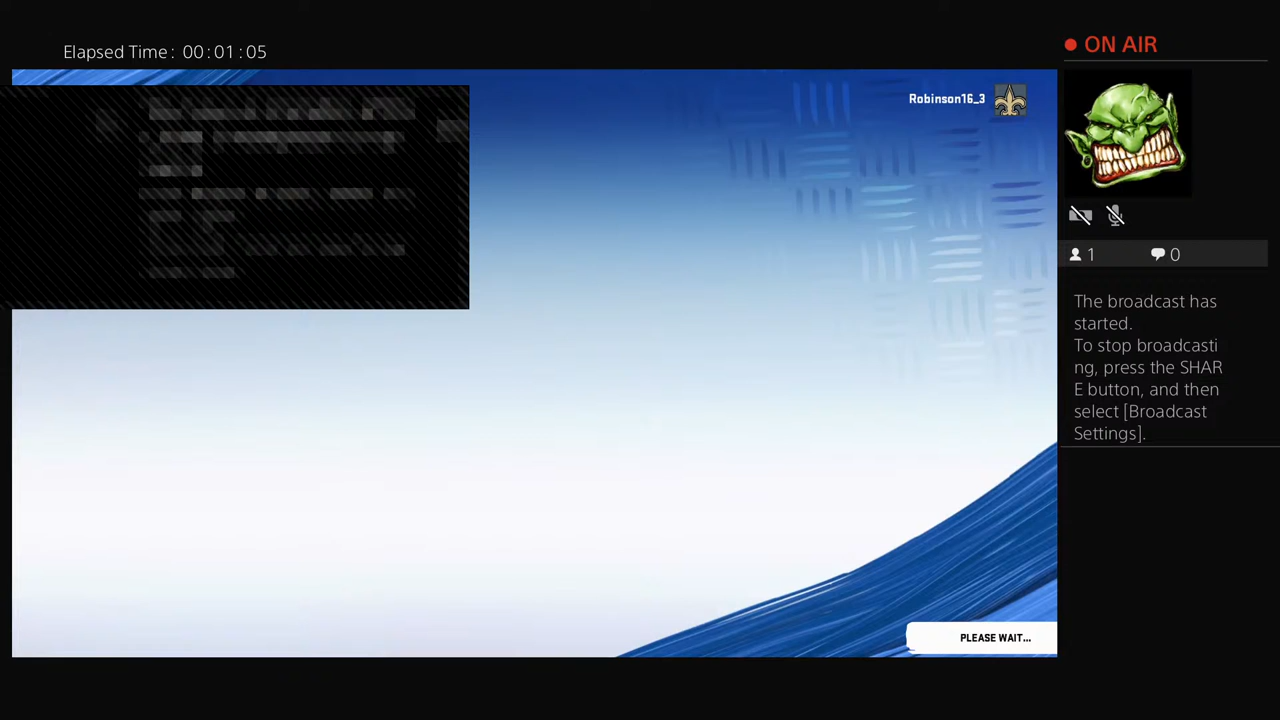 Elapsed Time: 00:01:05
ON AIR
Robinson16_3
1
0
The broadcast has
started.
To stop broadcasti
ng, press the SHAR
E button, and then
select [Broadcast
Settings].
PLEASE WAIT...